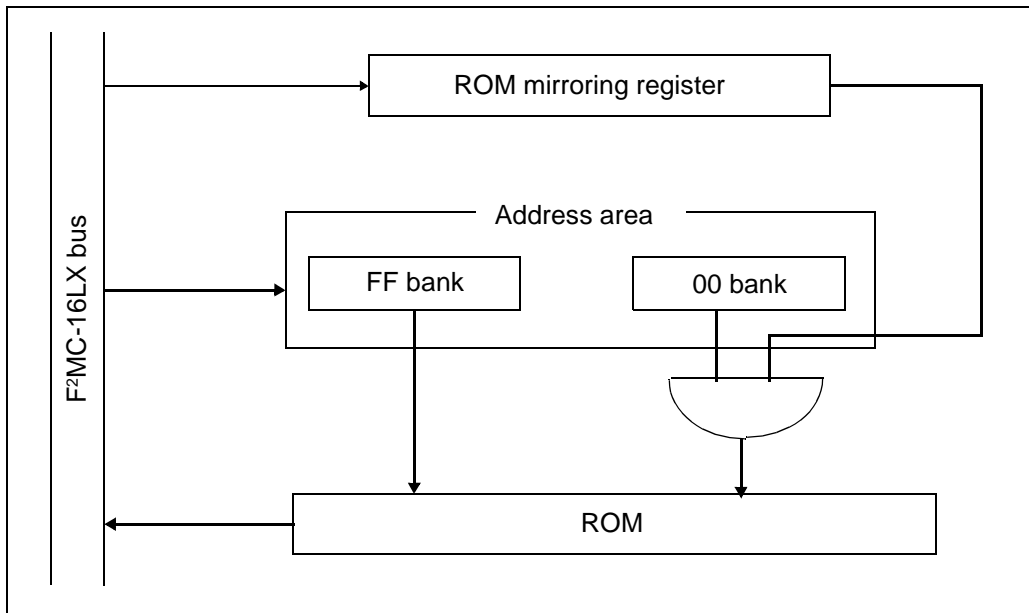 ROM mirroring register
F²MC-16LX bus
Address area
FF bank
00 bank
ROM